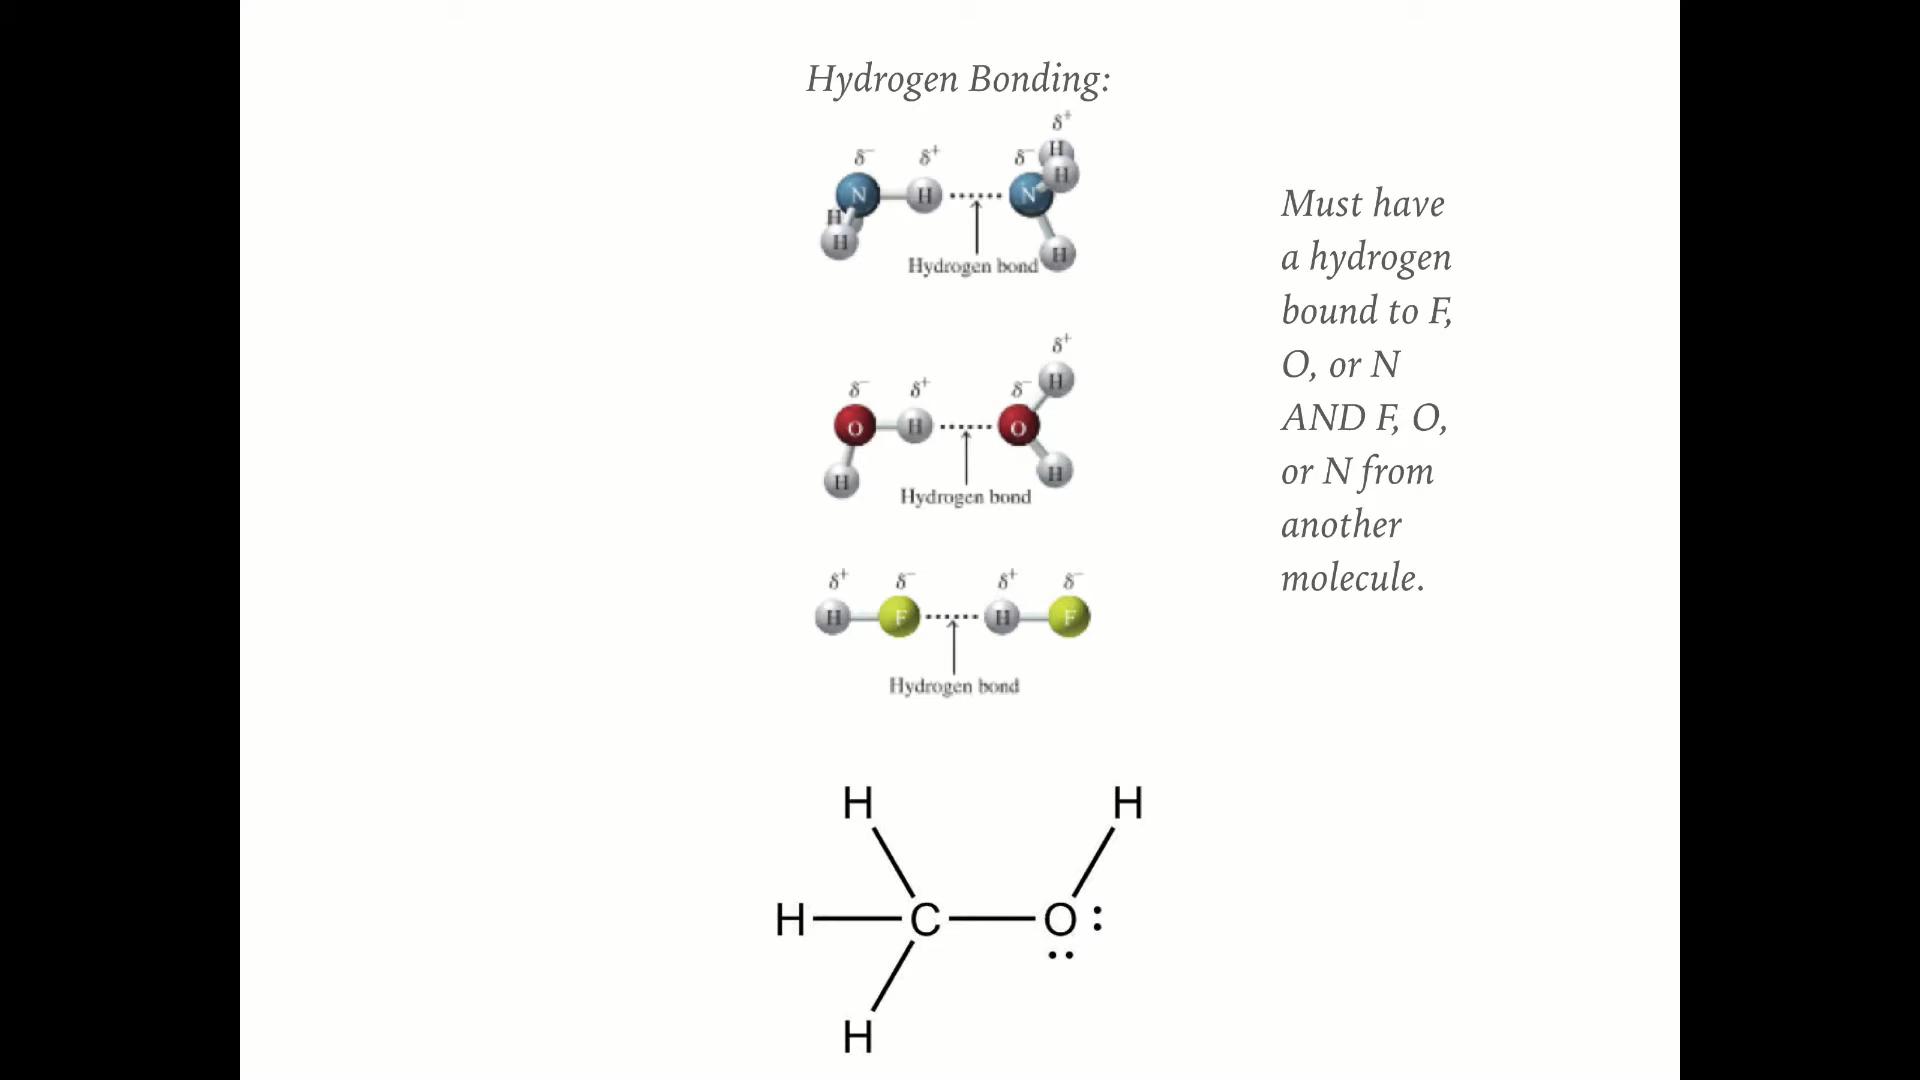 Hydrogen Bonding:
δ+
δ− δ+ δ− H
N H N H
H
H H
Hydrogen bond
δ+
δ− δ+ δ− H
O H O
H H
Hydrogen bond
δ+ δ− δ+ δ−
H F H F
Hydrogen bond
Must have
a hydrogen
bound to F,
O, or N
AND F, O,
or N from
another
molecule.
H H
H C O :
..
H